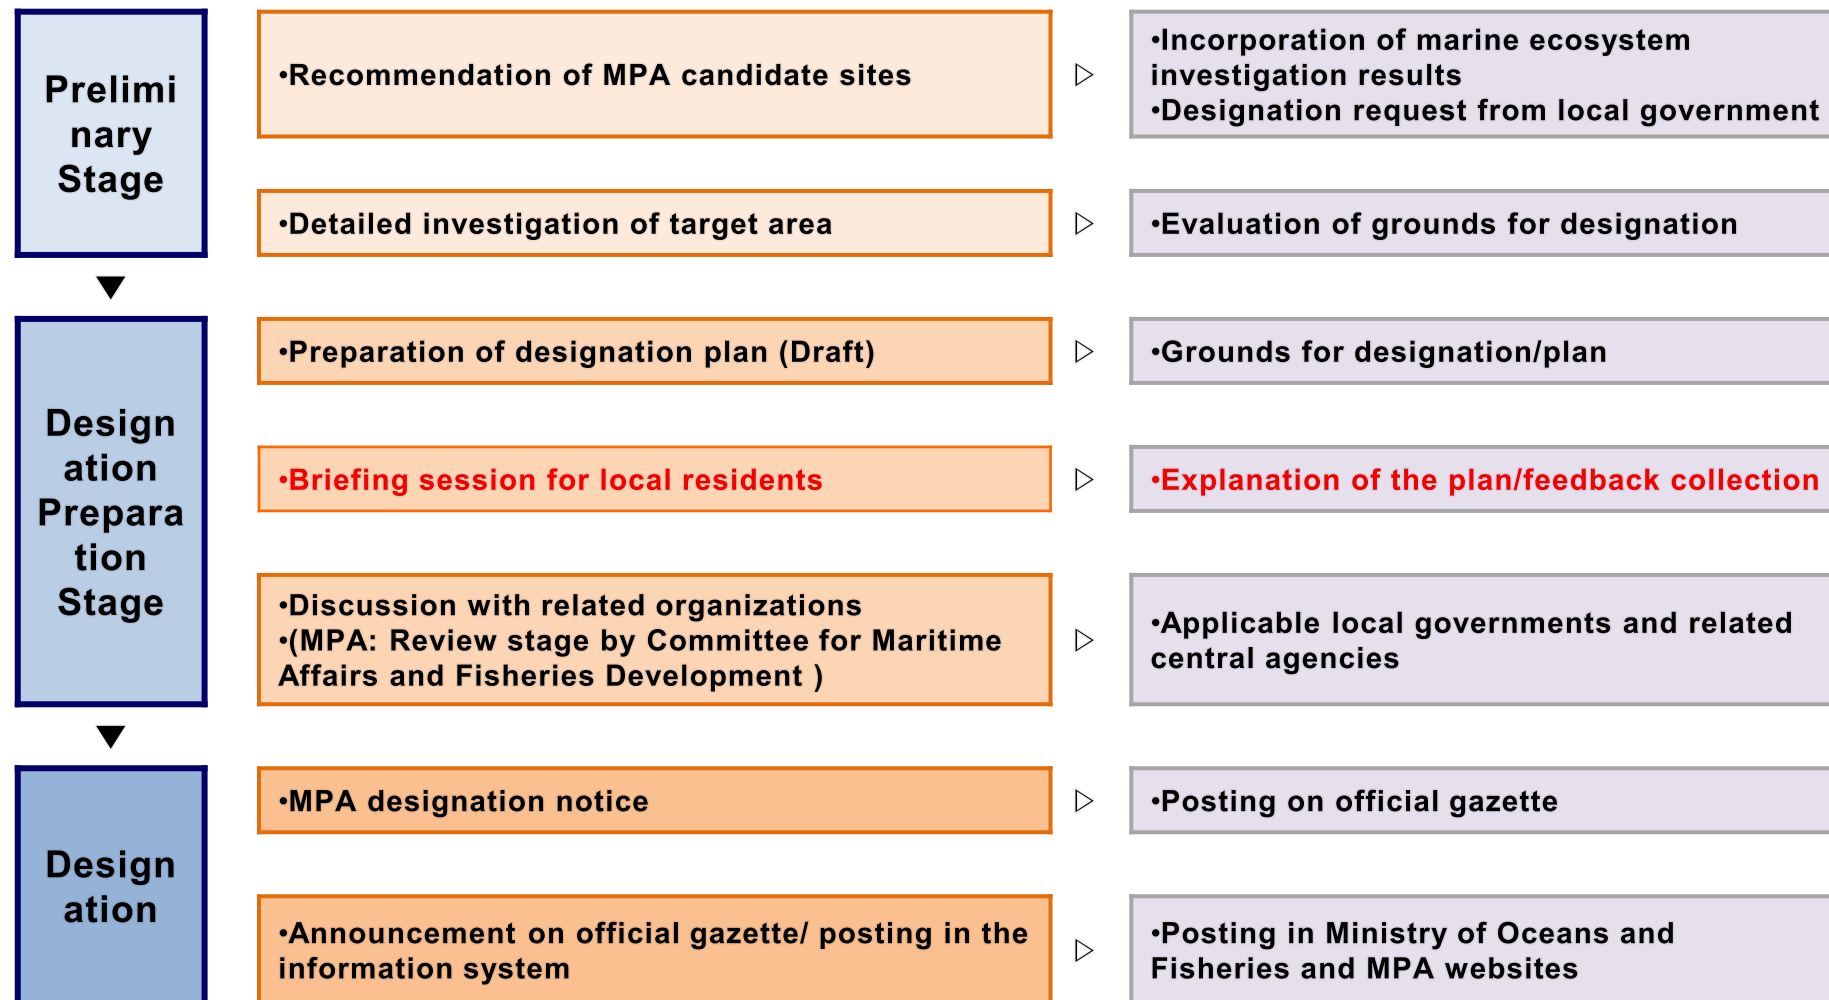 Prelimi
nary
Stage
•Recommendation of MPA candidate sites
▷
•Incorporation of marine ecosystem
investigation results
•Designation request from local government
•Detailed investigation of target area
▷
•Evaluation of grounds for designation
▼
Design
ation
Prepara
tion
Stage
•Preparation of designation plan (Draft)
▷
•Grounds for designation/plan
•Briefing session for local residents
▷
•Explanation of the plan/feedback collection
•Discussion with related organizations
•(MPA: Review stage by Committee for Maritime
Affairs and Fisheries Development )
▷
•Applicable local governments and related
central agencies
▼
Design
ation
•MPA designation notice
▷
•Posting on official gazette
•Announcement on official gazette/ posting in the
information system
▷
•Posting in Ministry of Oceans and
Fisheries and MPA websites